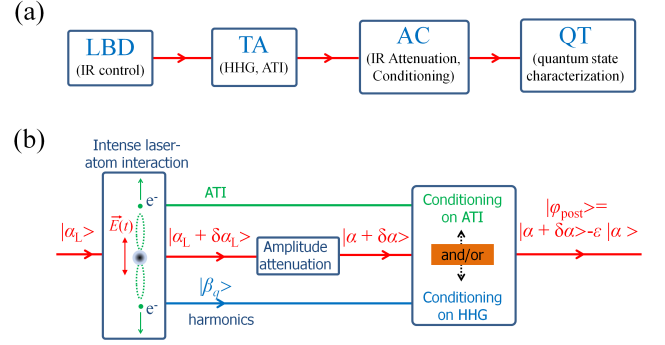 (a)
LBD
(IR control)
TA
(HHG, ATI)
AC
(IR Attenuation,
Conditioning)
QT
(quantum state
characterization)
(b)
Intense laser-
atom interaction
e-
E⃗(t)
e-
|α_L>
ATI
|α_L + δα_L>
|β_q>
harmonics
Amplitude
attenuation
|α + δα>
Conditioning
on ATI
and/or
Conditioning
on HHG
|φ_post>=
|α + δα>-ε |α>